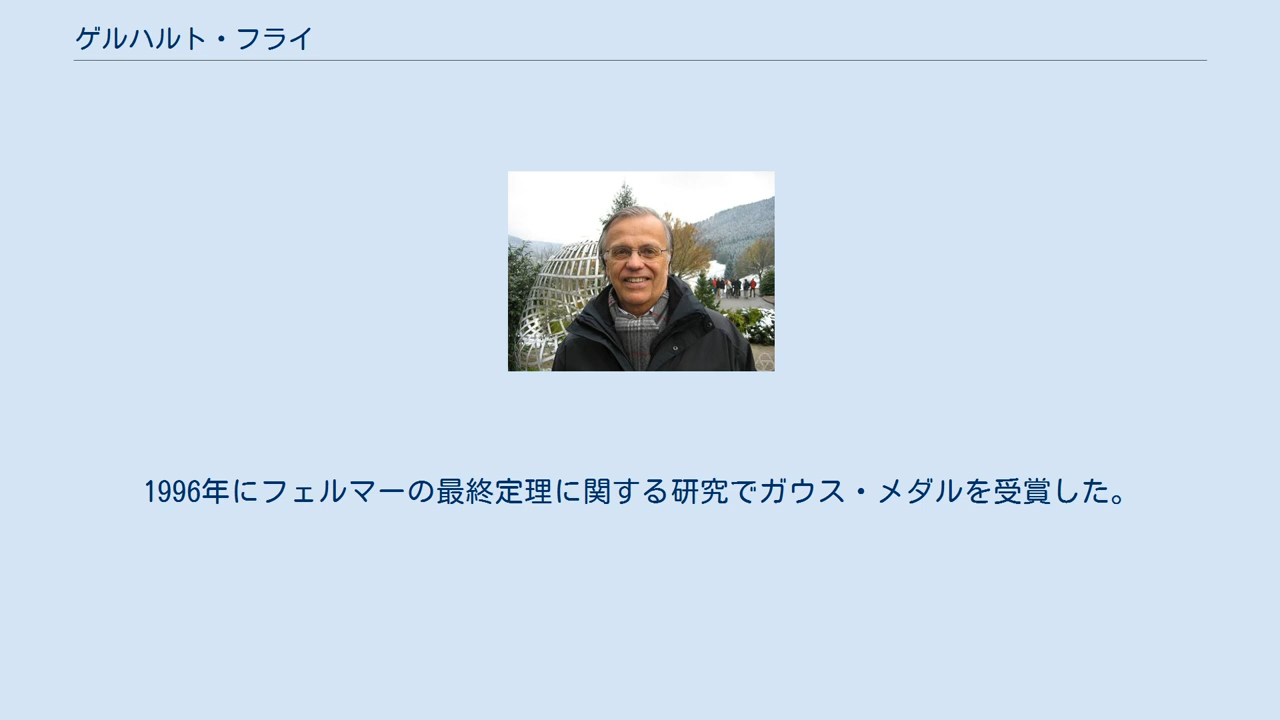 ゲルハルト・フライ
1996年にフェルマーの最終定理に関する研究でガウス・メダルを受賞した。